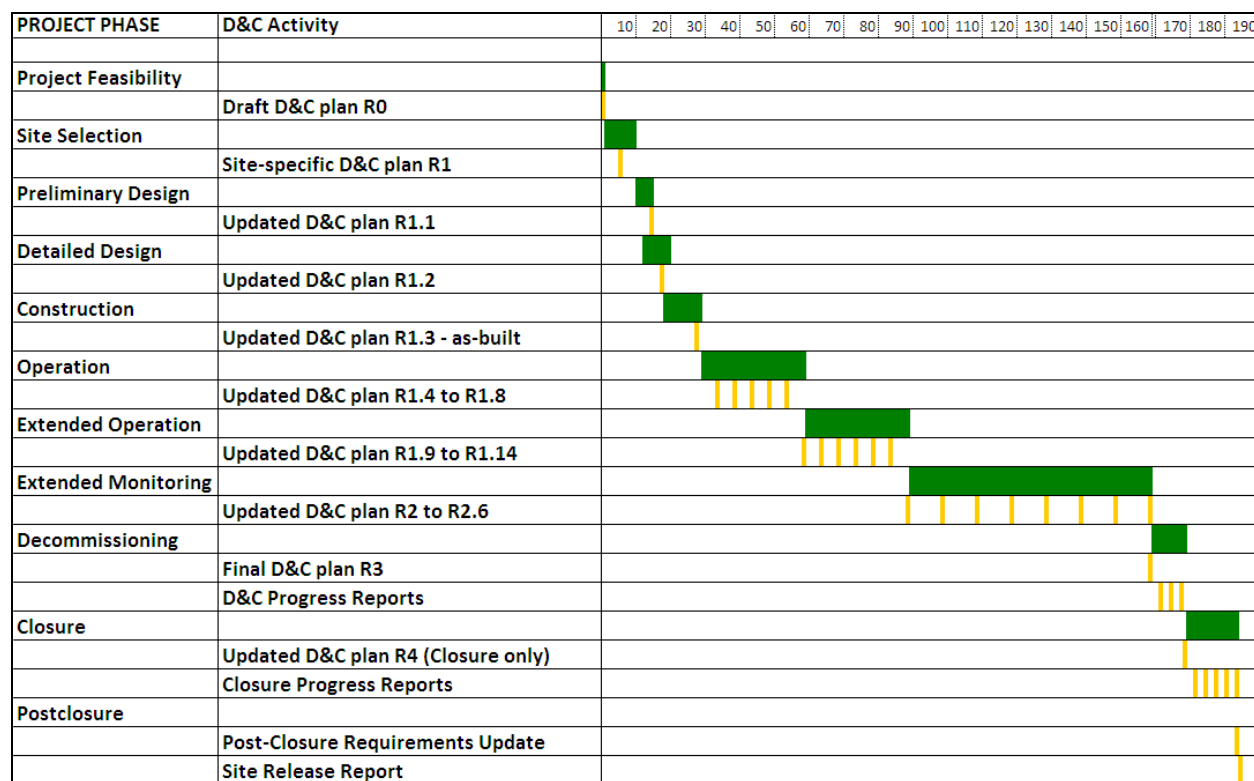 PROJECT PHASE D&C Activity 10 20 30 40 50 60 70 80 90 100 110 120 130 140 150 160 170 180 190
Project Feasibility
Draft D&C plan R0
Site Selection
Site-specific D&C plan R1
Preliminary Design
Updated D&C plan R1.1
Detailed Design
Updated D&C plan R1.2
Construction
Updated D&C plan R1.3 - as-built
Operation
Updated D&C plan R1.4 to R1.8
Extended Operation
Updated D&C plan R1.9 to R1.14
Extended Monitoring
Updated D&C plan R2 to R2.6
Decommissioning
Final D&C plan R3
D&C Progress Reports
Closure
Updated D&C plan R4 (Closure only)
Closure Progress Reports
Postclosure
Post-Closure Requirements Update
Site Release Report